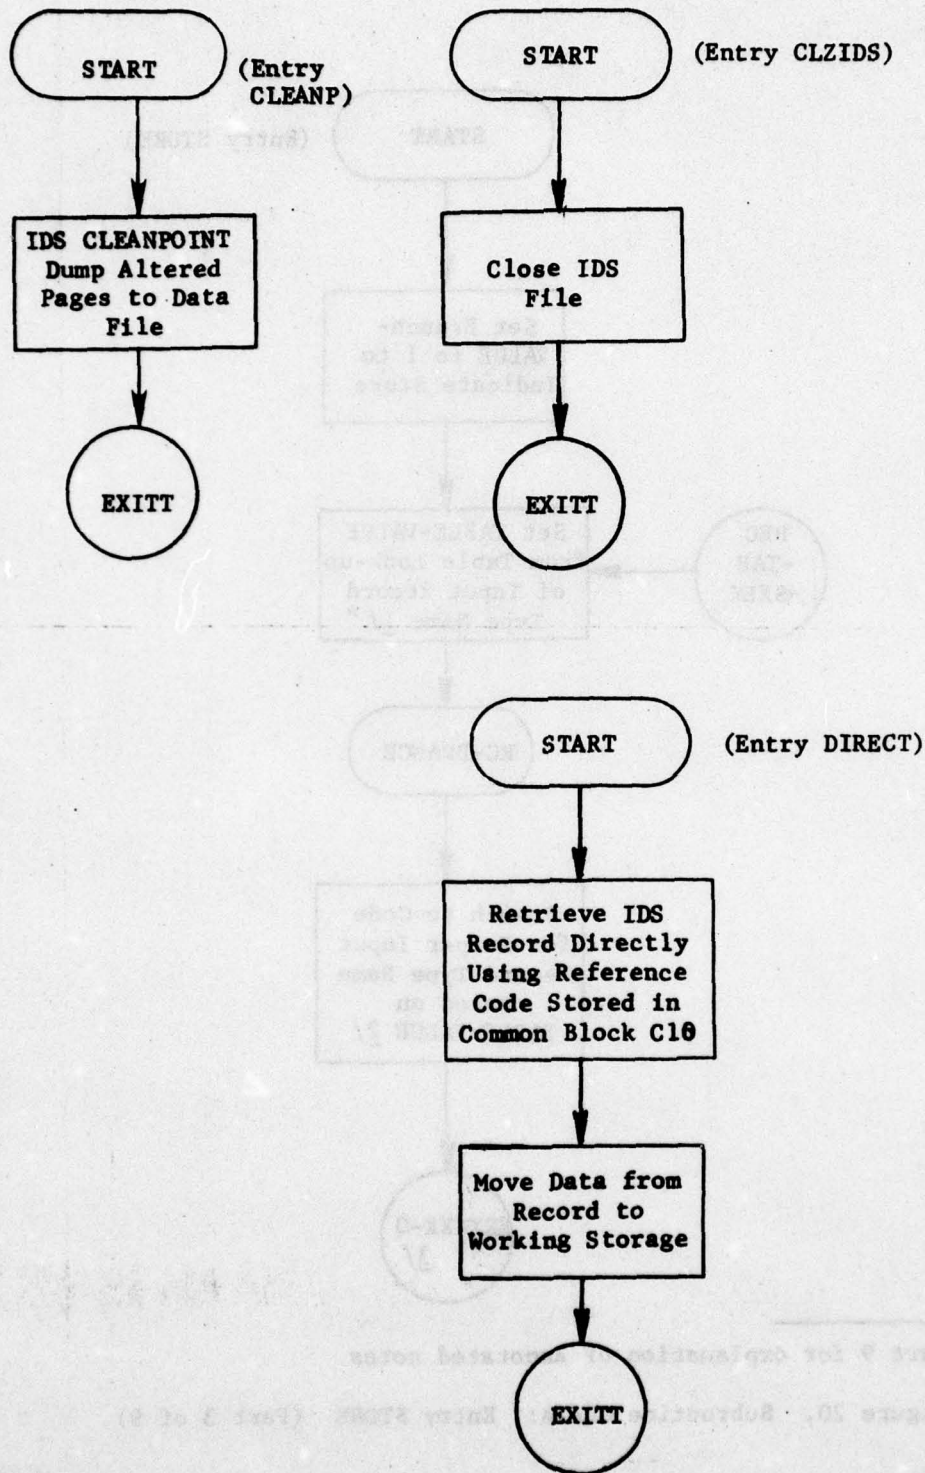 START
(Entry
CLEANP)
IDS CLEANPOINT
Dump Altered
Pages to Data
File
EXITT
START
(Entry CLZIDS)
Close IDS
File
EXITT
START
(Entry DIRECT)
Retrieve IDS
Record Directly
Using Reference
Code Stored in
Common Block C10
Move Data from
Record to
Working Storage
EXITT